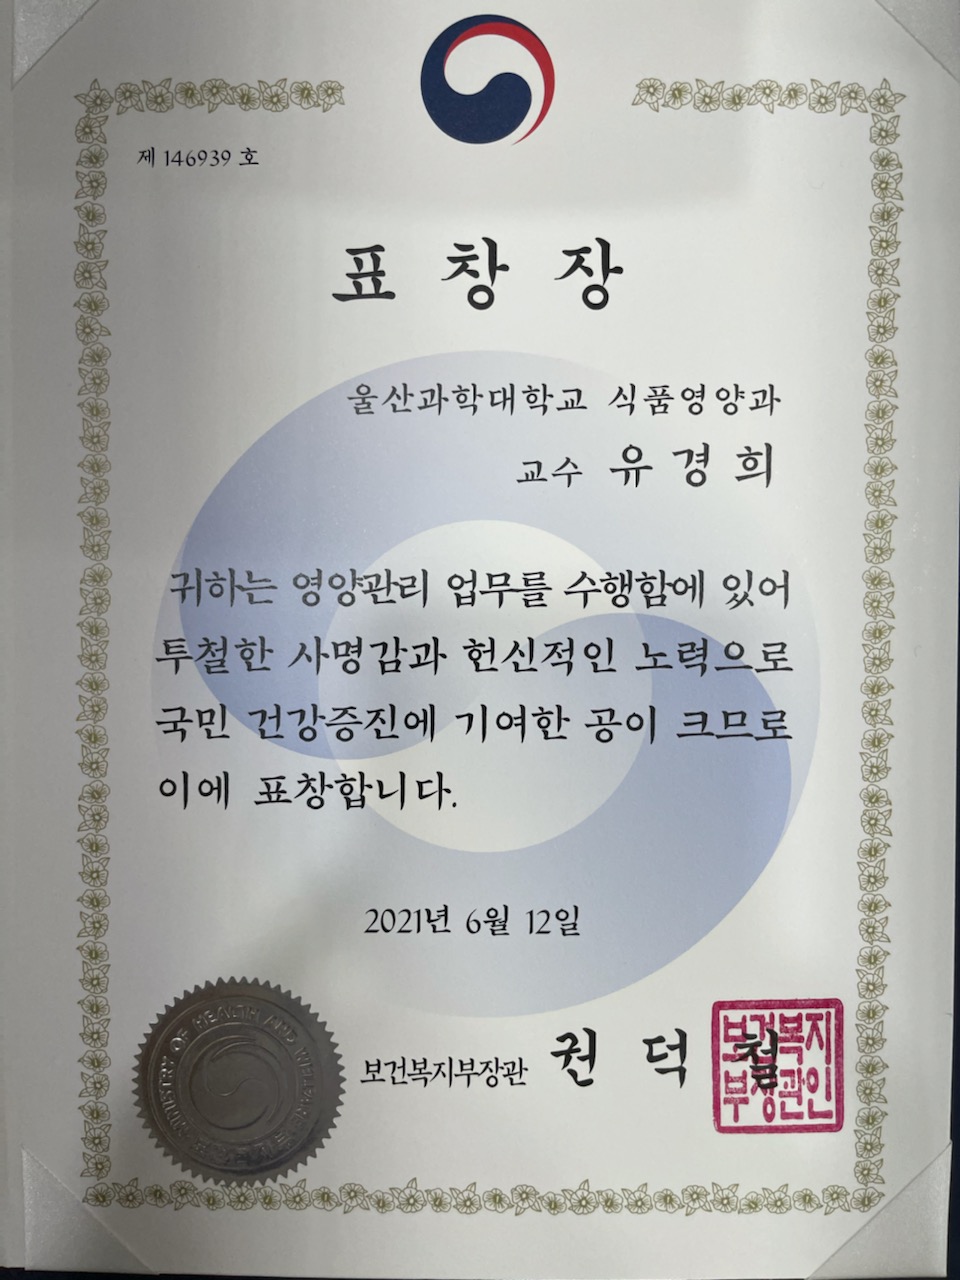 제 146939 호
표 창 장
울산과학대학교 식품영양과
교수 유 경 희
귀하는 영양관리 업무를 수행함에 있어
투철한 사명감과 헌신적인 노력으로
국민 건강증진에 기여한 공이 크므로
이에 표창합니다.
2021년 6월 12일
보건복지부장관 권 덕 철
보건복지
부장관인
MINISTRY OF HEALTH AND WELFARE